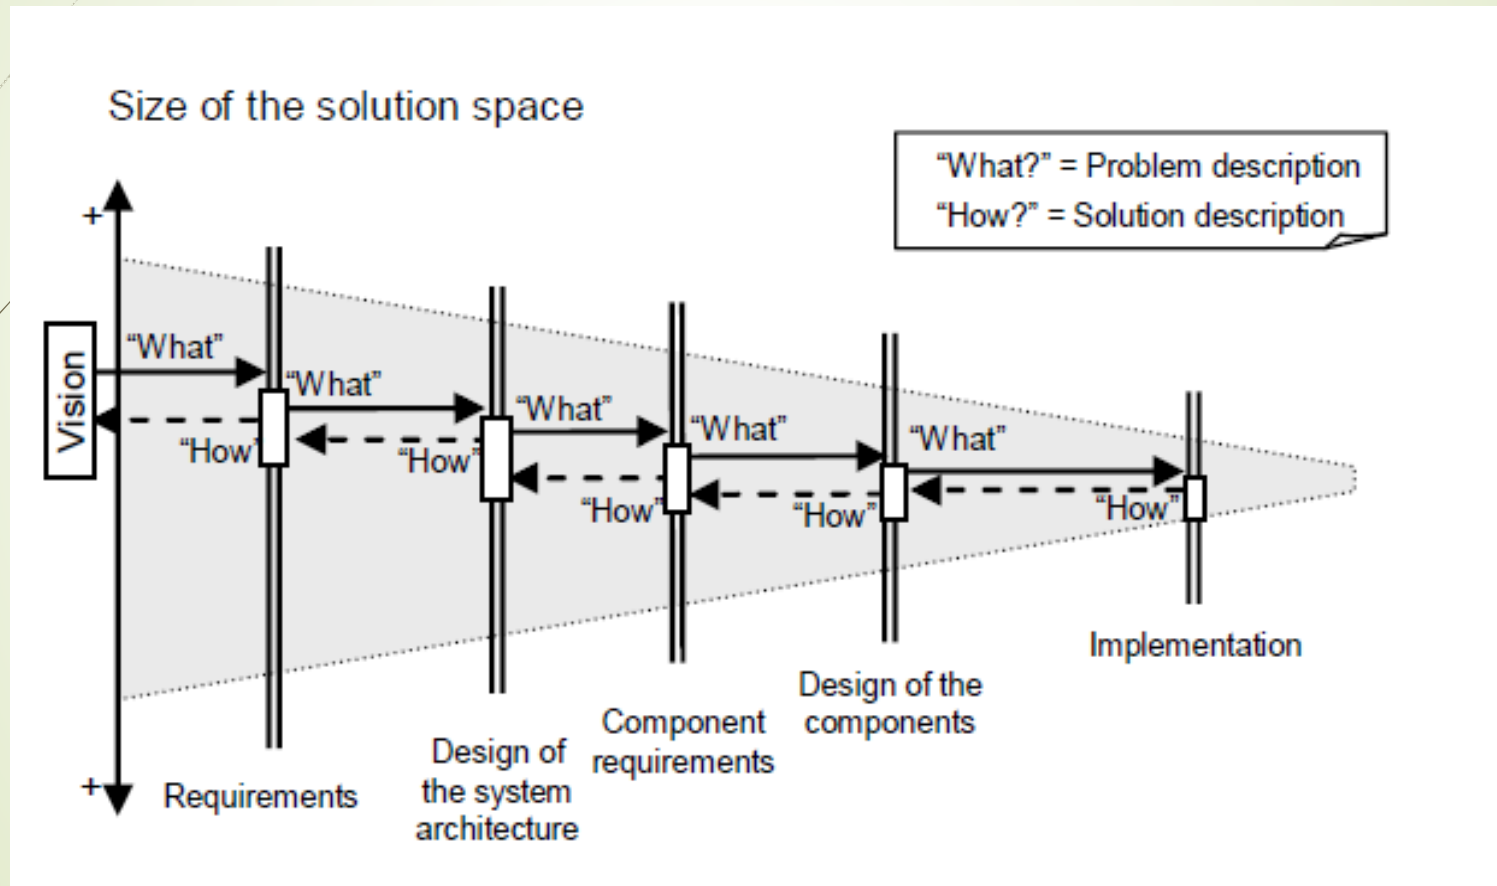 Size of the solution space
“What?” = Problem description
“How?” = Solution description
+
Vision
“What”
“How”
“What”
“How”
“What”
“How”
“What”
“How”
“What”
“How”
+
Requirements
Design of
the system
architecture
Component
requirements
Design of the
components
Implementation